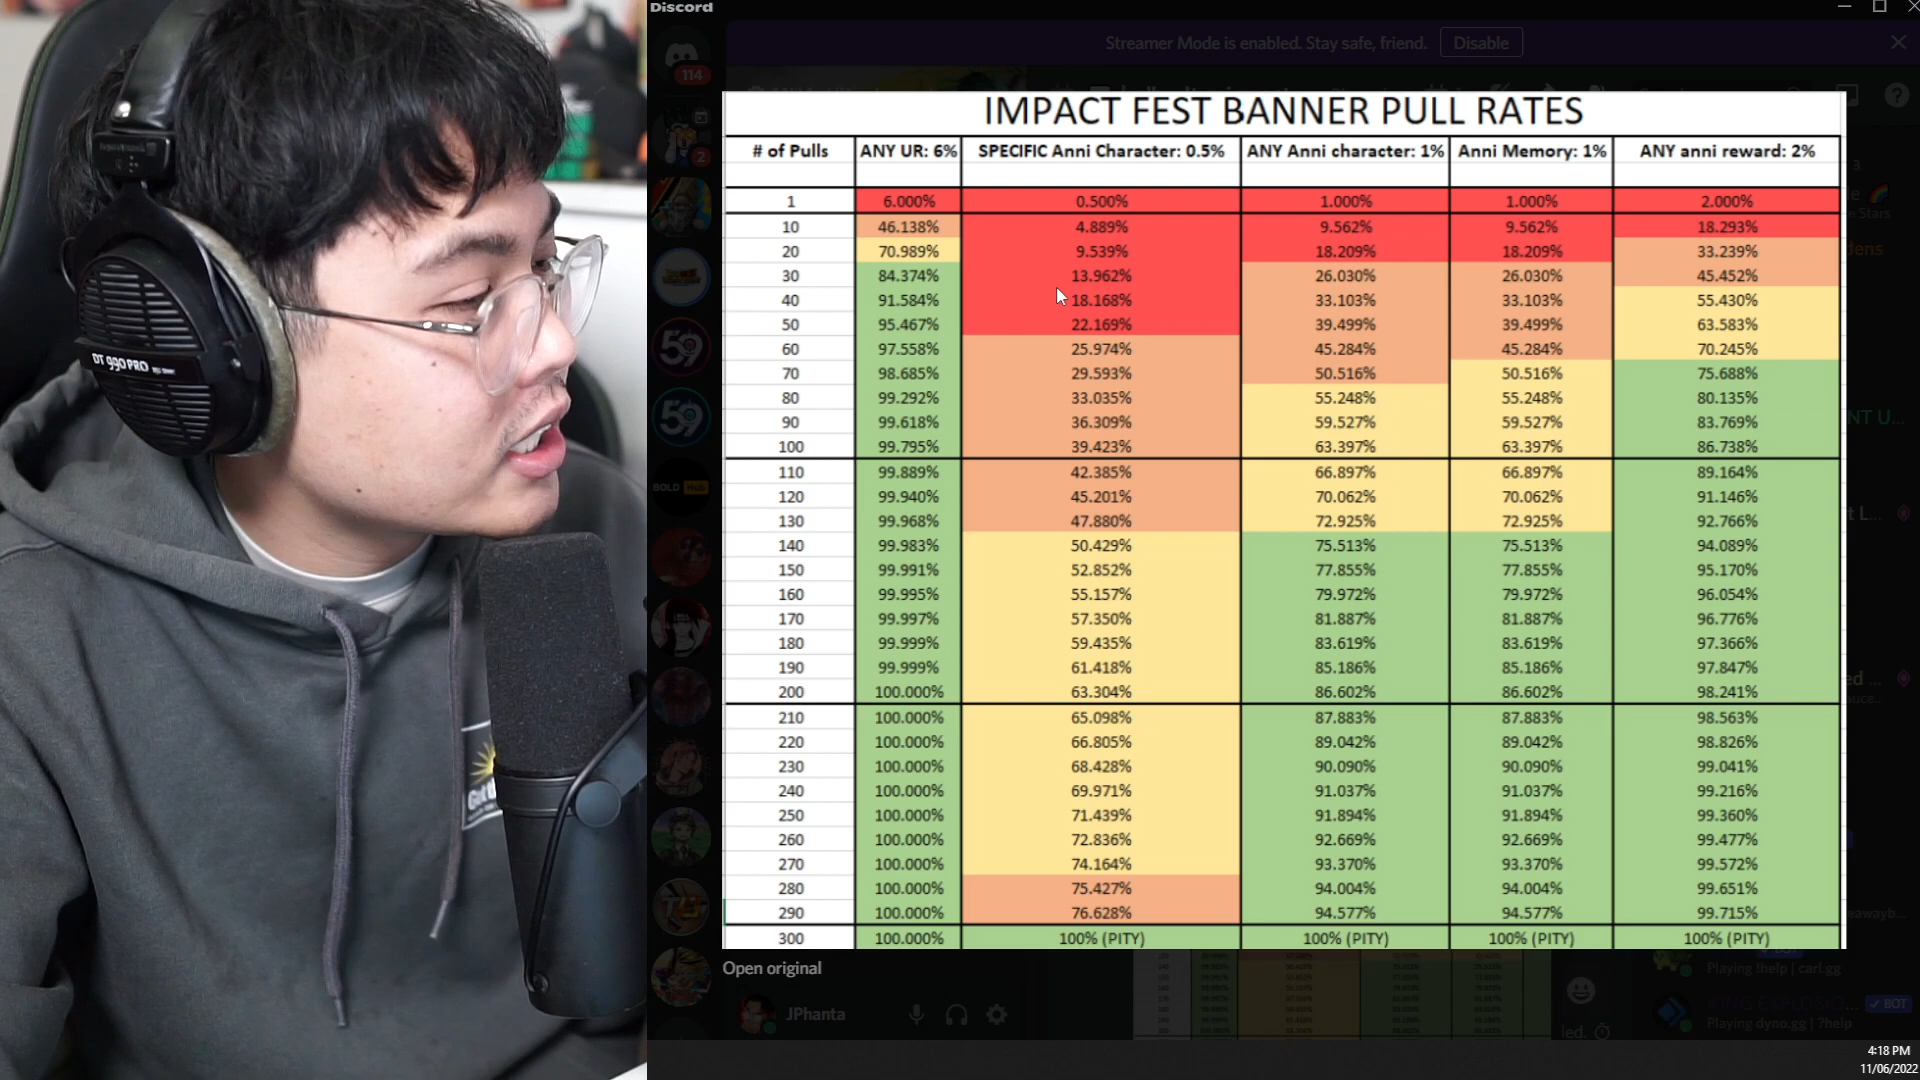 Discord
Streamer Mode is enabled. Stay safe, friend. Disable
114
2
IMPACT FEST BANNER PULL RATES
# of Pulls ANY UR: 6% SPECIFIC Anni Character: 0.5% ANY Anni character: 1% Anni Memory: 1% ANY anni reward: 2%
1 6.000% 0.500% 1.000% 1.000% 2.000%
10 46.138% 4.889% 9.562% 9.562% 18.293%
20 70.989% 9.539% 18.209% 18.209% 33.239%
30 84.374% 13.962% 26.030% 26.030% 45.452%
40 91.584% 18.168% 33.103% 33.103% 55.430%
50 95.467% 22.169% 39.499% 39.499% 63.583%
60 97.558% 25.974% 45.284% 45.284% 70.245%
70 98.685% 29.593% 50.516% 50.516% 75.688%
80 99.292% 33.035% 55.248% 55.248% 80.135%
90 99.618% 36.309% 59.527% 59.527% 83.769%
100 99.795% 39.423% 63.397% 63.397% 86.738%
110 99.889% 42.385% 66.897% 66.897% 89.164%
120 99.940% 45.201% 70.062% 70.062% 91.146%
130 99.968% 47.880% 72.925% 72.925% 92.766%
140 99.983% 50.429% 75.513% 75.513% 94.089%
150 99.991% 52.852% 77.855% 77.855% 95.170%
160 99.995% 55.157% 79.972% 79.972% 96.054%
170 99.997% 57.350% 81.887% 81.887% 96.776%
180 99.999% 59.435% 83.619% 83.619% 97.366%
190 99.999% 61.418% 85.186% 85.186% 97.847%
200 100.000% 63.304% 86.602% 86.602% 98.241%
210 100.000% 65.098% 87.883% 87.883% 98.563%
220 100.000% 66.805% 89.042% 89.042% 98.826%
230 100.000% 68.428% 90.090% 90.090% 99.041%
240 100.000% 69.971% 91.037% 91.037% 99.216%
250 100.000% 71.439% 91.894% 91.894% 99.360%
260 100.000% 72.836% 92.669% 92.669% 99.477%
270 100.000% 74.164% 93.370% 93.370% 99.572%
280 100.000% 75.427% 94.004% 94.004% 99.651%
290 100.000% 76.628% 94.577% 94.577% 99.715%
300 100.000% 100% (PITY) 100% (PITY) 100% (PITY) 100% (PITY)
Open original
JPhanta
Playing !help | carl.gg
BOT
Playing dyno.gg | ?help
led.
4:18 PM
11/06/2022
DT 990 PRO
59
59
BOLD Hub